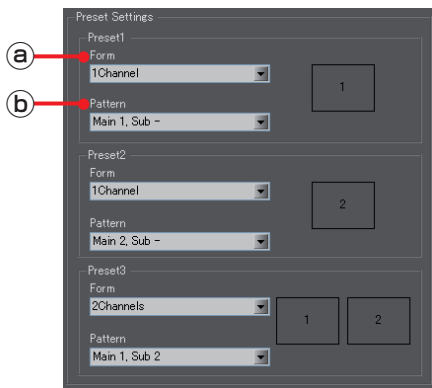 Preset Settings
Preset1
ⓐ Form
1Channel
1
ⓑ Pattern
Main 1, Sub -
Preset2
Form
1Channel
2
Pattern
Main 2, Sub -
Preset3
Form
2Channels
1 2
Pattern
Main 1, Sub 2